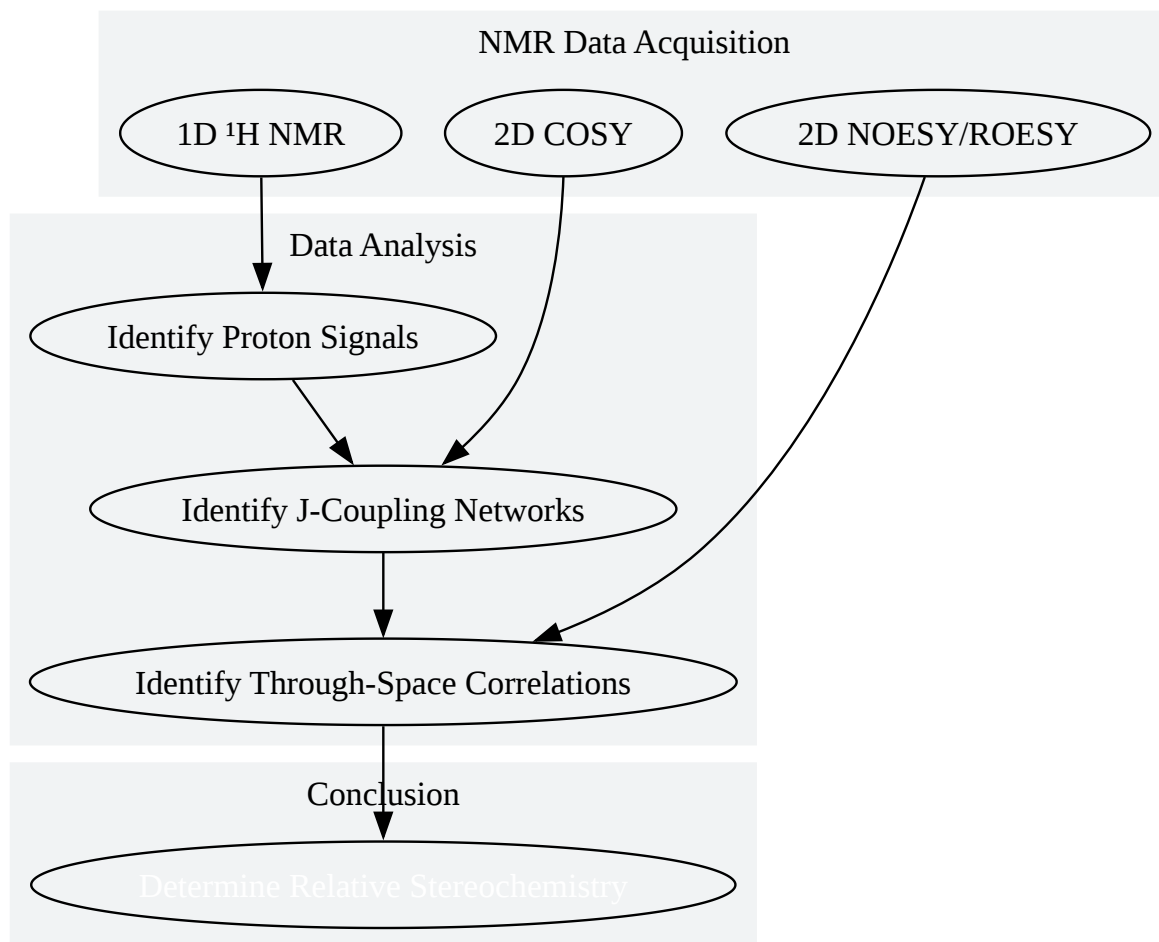 NMR Data Acquisition
1D ¹H NMR
2D COSY
2D NOESY/ROESY
Data Analysis
Identify Proton Signals
Identify J-Coupling Networks
Identify Through-Space Correlations
Conclusion
Determine Relative Stereochemistry